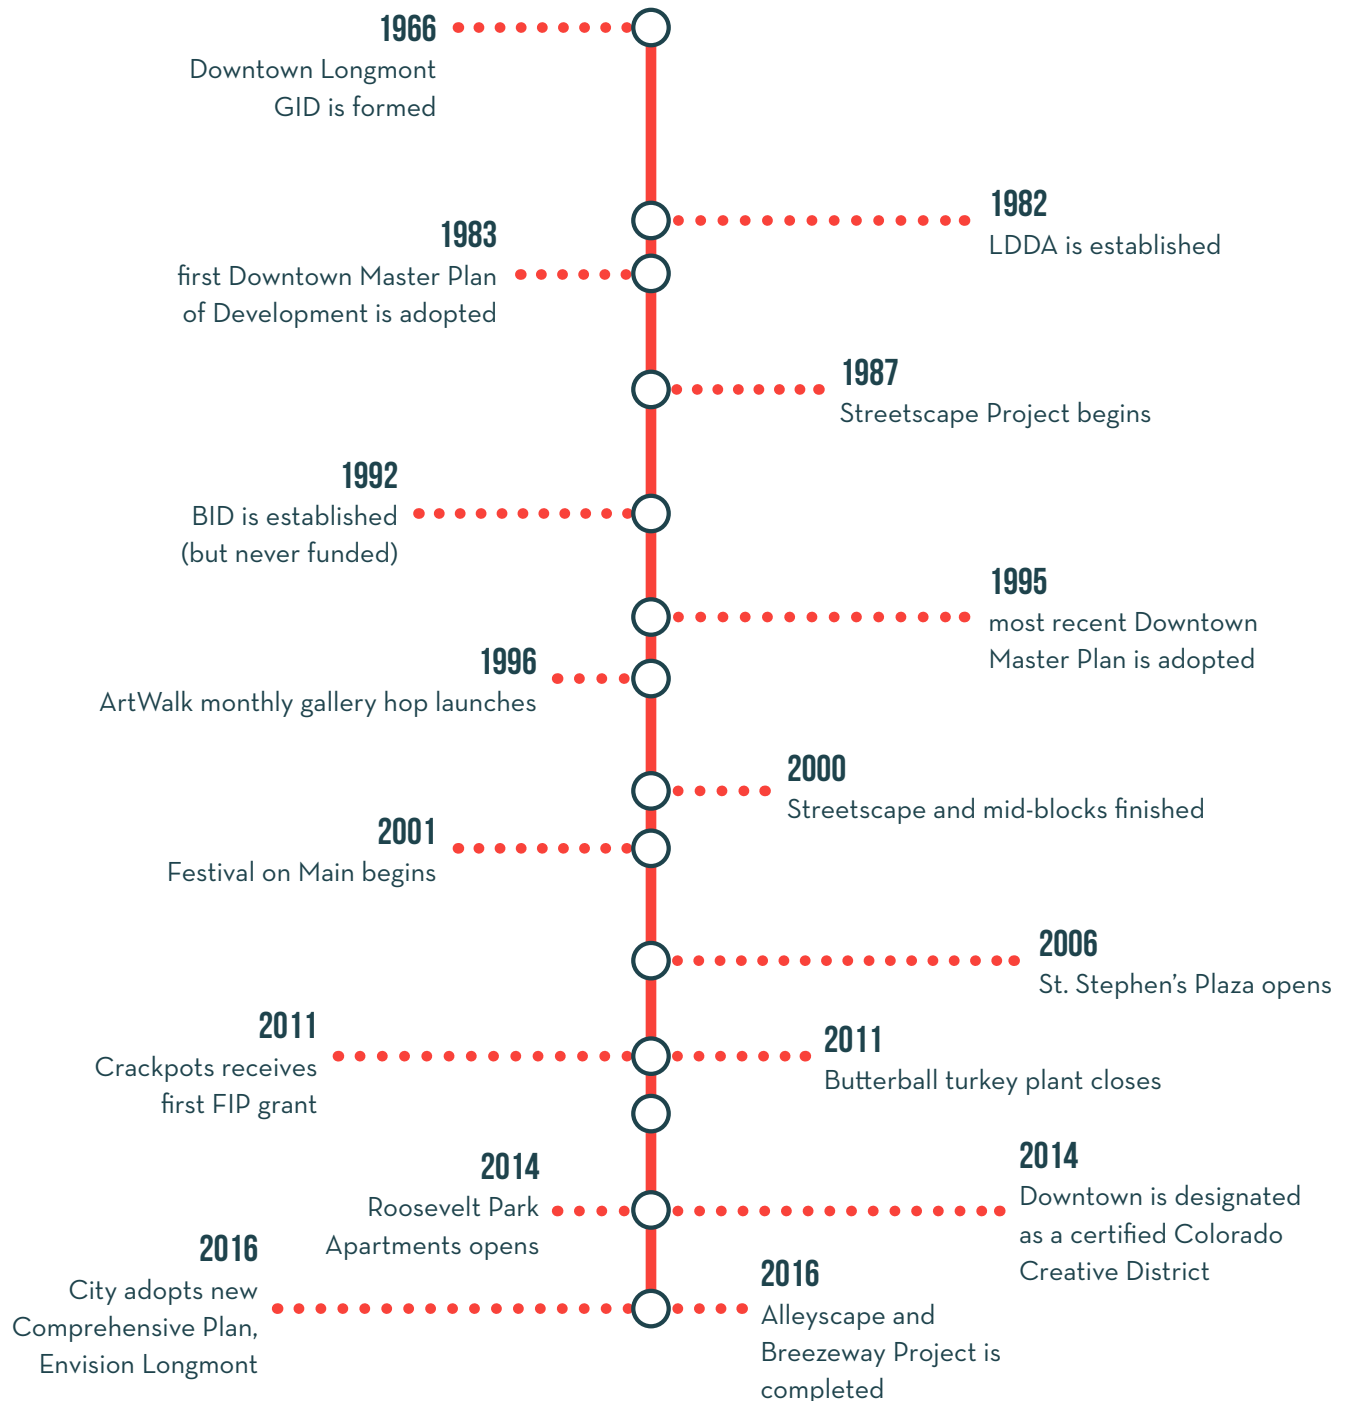 1966
Downtown Longmont
GID is formed
1982
LDDA is established
1983
first Downtown Master Plan
of Development is adopted
1987
Streetscape Project begins
1992
BID is established
(but never funded)
1995
most recent Downtown
Master Plan is adopted
1996
ArtWalk monthly gallery hop launches
2000
Streetscape and mid-blocks finished
2001
Festival on Main begins
2006
St. Stephen’s Plaza opens
2011
Crackpots receives
first FIP grant
2011
Butterball turkey plant closes
2014
Roosevelt Park
Apartments opens
2014
Downtown is designated
as a certified Colorado
Creative District
2016
City adopts new
Comprehensive Plan,
Envision Longmont
2016
Alleyscape and
Breezeway Project is
completed